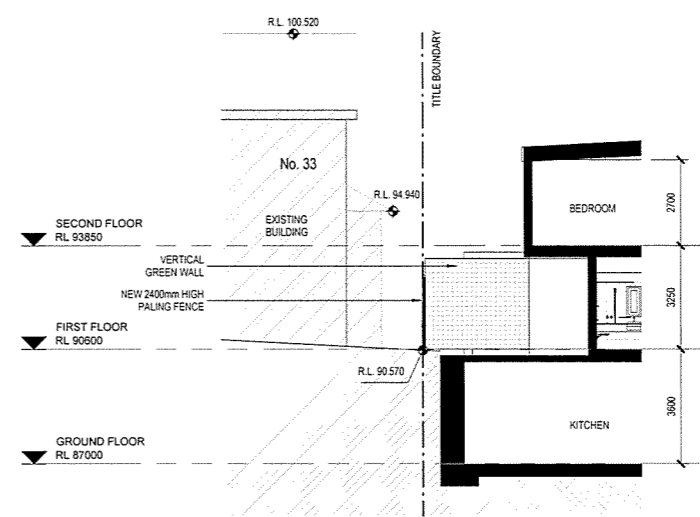 R.L. 100.520
TITLE BOUNDARY
No. 33
R.L. 94.940
BEDROOM
2700
SECOND FLOOR
RL 93850
EXISTING
BUILDING
VERTICAL
GREEN WALL
NEW 2400mm HIGH
PALING FENCE
3250
FIRST FLOOR
RL 90600
R.L. 90.570
3600
KITCHEN
GROUND FLOOR
RL 87000